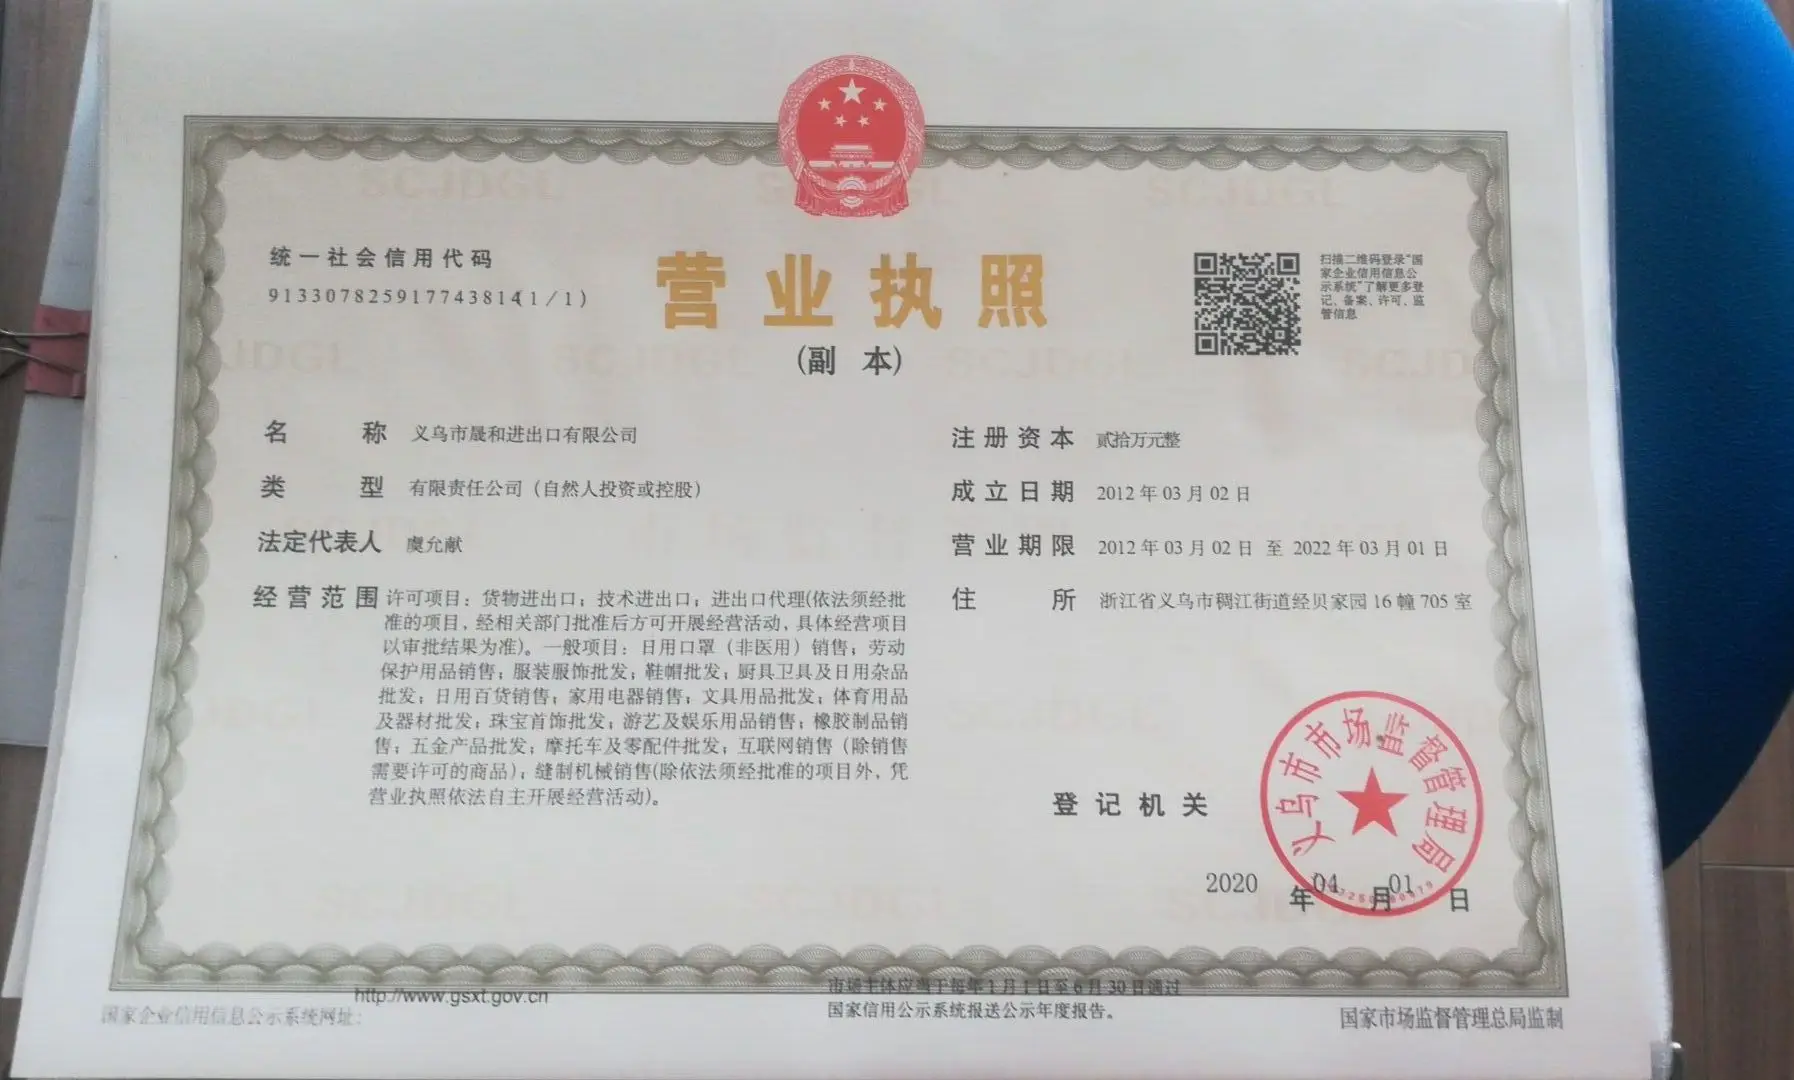 统一社会信用代码
91330782591774381 4(1/1)
营业执照
(副 本)
扫描二维码登录“国
家企业信用信息公
示系统”了解更多登
记、备案、许可、监
管信息
名 称 义乌市晟和进出口有限公司
类 型 有限责任公司（自然人投资或控股）
法定代表人 虞允献
经营范围 许可项目：货物进出口；技术进出口；进出口代理(依法须经批
准的项目，经相关部门批准后方可开展经营活动，具体经营项目
以审批结果为准)。一般项目：日用口罩（非医用）销售；劳动
保护用品销售；服装服饰批发；鞋帽批发；厨具卫具及日用杂品
批发；日用百货销售；家用电器销售；文具用品批发；体育用品
及器材批发；珠宝首饰批发；游艺及娱乐用品销售；橡胶制品销
售；五金产品批发；摩托车及零配件批发；互联网销售（除销售
需要许可的商品）；缝制机械销售(除依法须经批准的项目外，凭
营业执照依法自主开展经营活动)。
注册资本 贰拾万元整
成立日期 2012年03月02日
营业期限 2012年03月02日 至 2022年03月01日
住 所 浙江省义乌市稠江街道经贝家园16幢705室
登记机关
义乌市市场监督管理局
2020年04月01日
http://www.gsxt.gov.cn
国家企业信用信息公示系统网址：
市场主体应当于每年1月1日至6月30日通过
国家信用公示系统报送公示年度报告。
国家市场监督管理总局监制